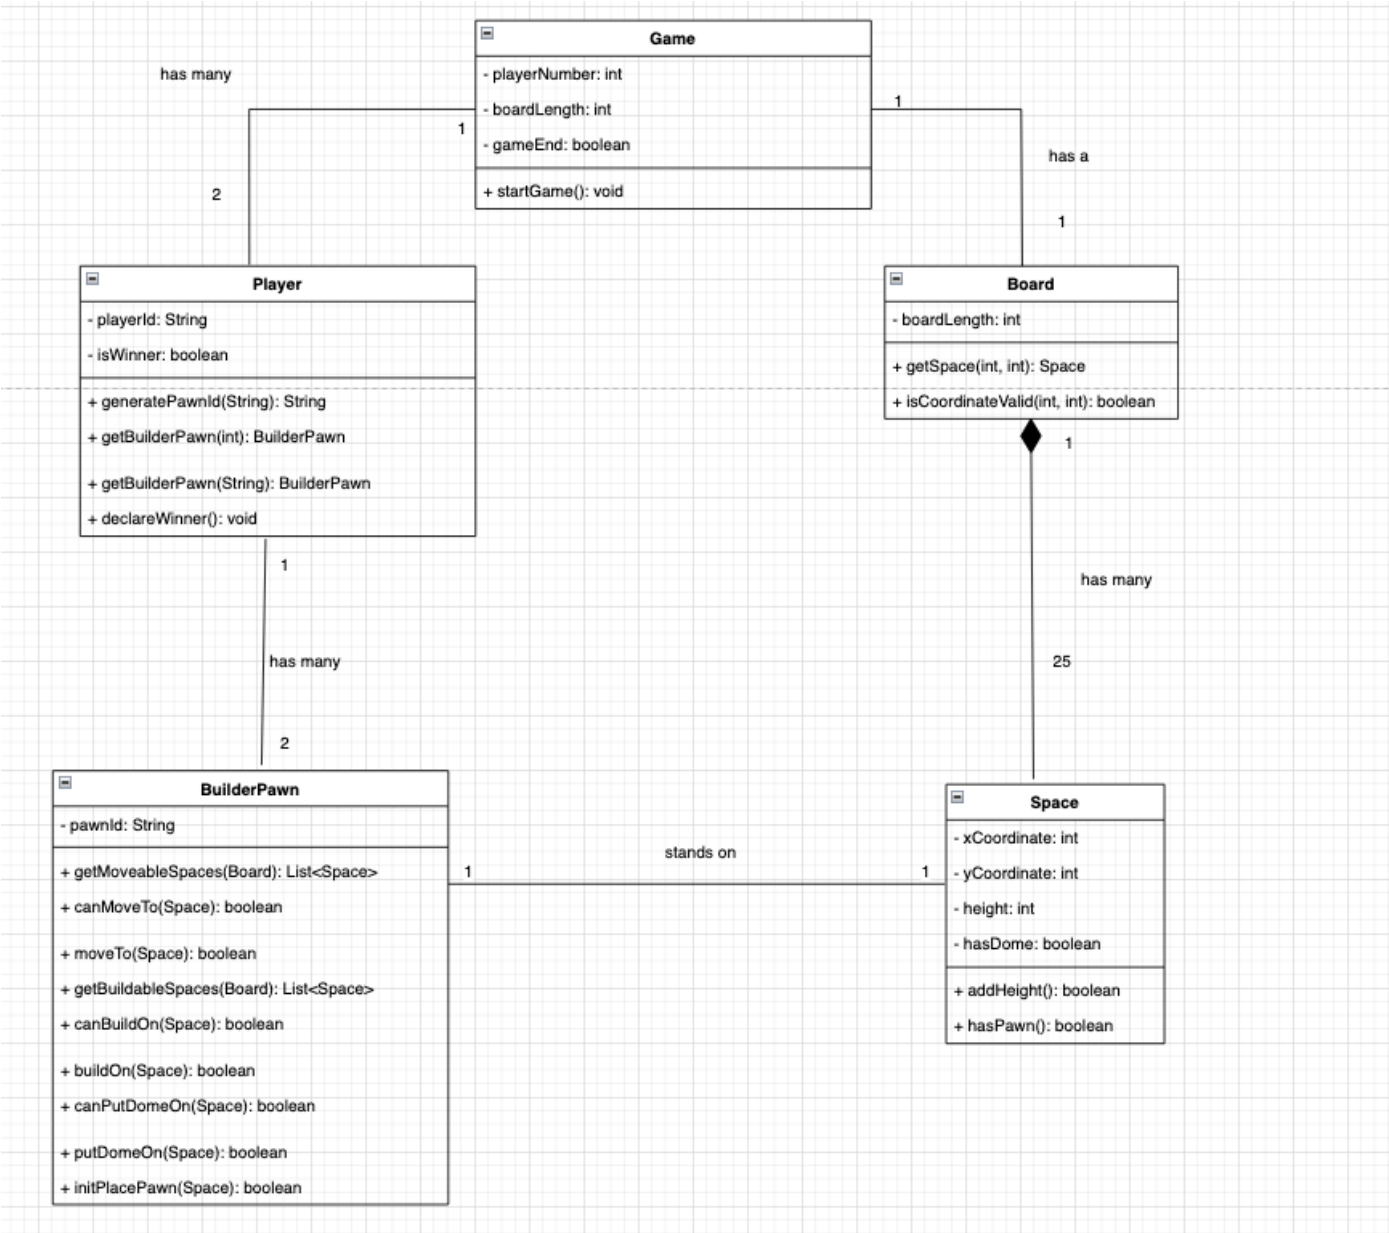 Game
- playerNumber: int
- boardLength: int
- gameEnd: boolean
+ startGame(): void
has many
1
2
1
has a
1
Player
- playerId: String
- isWinner: boolean
+ generatePawnId(String): String
+ getBuilderPawn(int): BuilderPawn
+ getBuilderPawn(String): BuilderPawn
+ declareWinner(): void
Board
- boardLength: int
+ getSpace(int, int): Space
+ isCoordinateValid(int, int): boolean
1
has many
2
1
has many
25
BuilderPawn
- pawnId: String
+ getMoveableSpaces(Board): List<Space>
+ canMoveTo(Space): boolean
+ moveTo(Space): boolean
+ getBuildableSpaces(Board): List<Space>
+ canBuildOn(Space): boolean
+ buildOn(Space): boolean
+ canPutDomeOn(Space): boolean
+ putDomeOn(Space): boolean
+ initPlacePawn(Space): boolean
1
stands on
1
Space
- xCoordinate: int
- yCoordinate: int
- height: int
- hasDome: boolean
+ addHeight(): boolean
+ hasPawn(): boolean